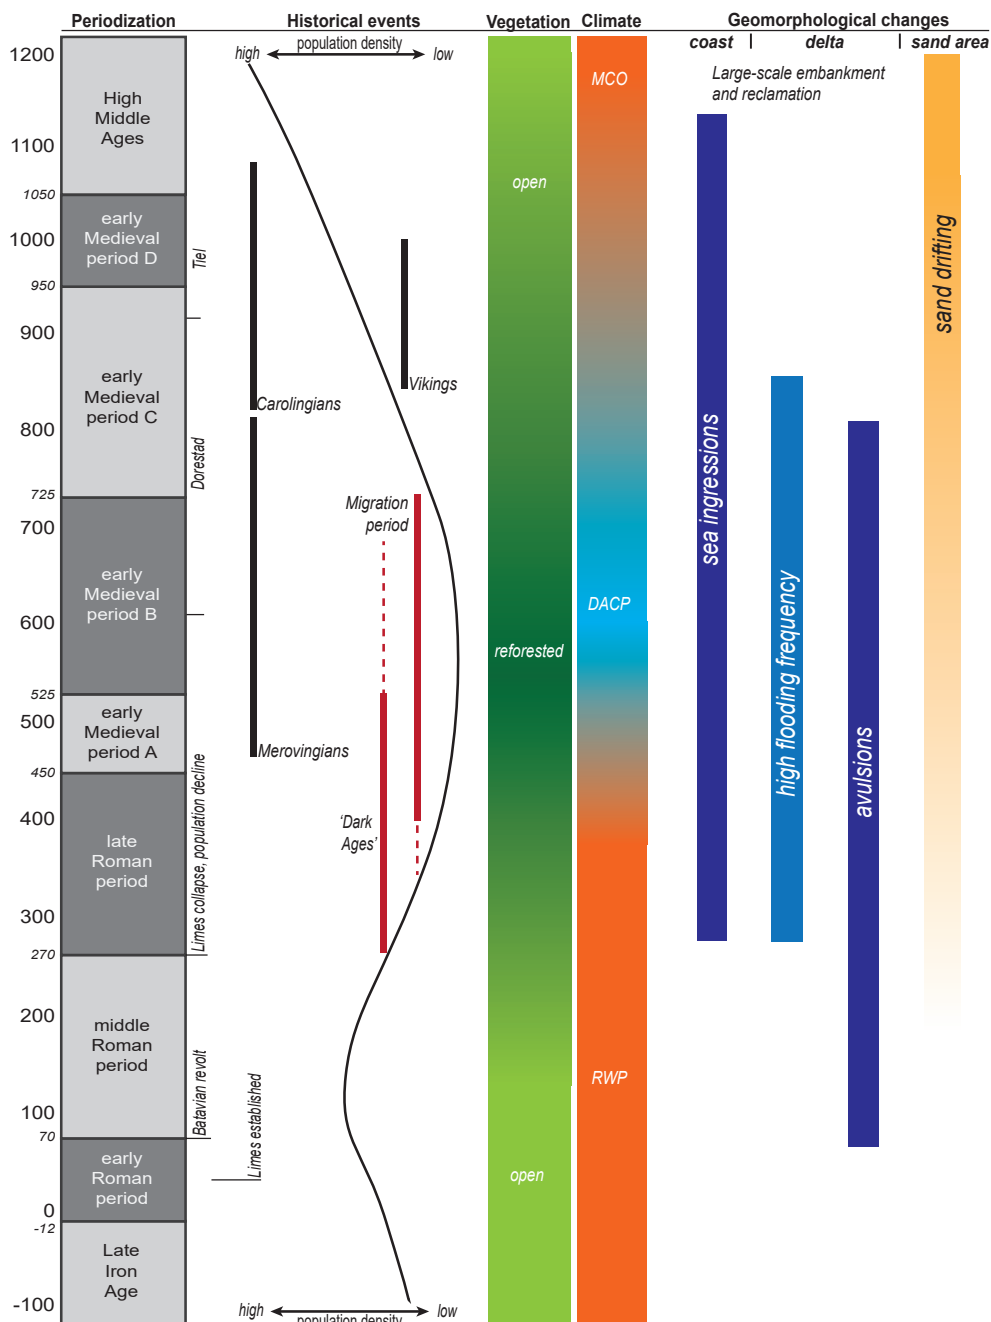 Periodization
Historical events
Vegetation
Climate
Geomorphological changes
coast | delta | sand area
high population density low
1200
1100
1050
1000
950
900
800
725
700
600
525
500
450
400
300
270
200
100
70
0
-12
-100
High
Middle
Ages
early
Medieval
period D
early
Medieval
period C
early
Medieval
period B
early
Medieval
period A
late
Roman
period
middle
Roman
period
early
Roman
period
Late
Iron
Age
Tiel
Dorestad
Limes collapse, population decline
Batavian revolt
Limes established
Carolingians
Vikings
Migration
period
Merovingians
'Dark
Ages'
high population density low
open
reforested
open
MCO
DACP
RWP
Large-scale embankment
and reclamation
sea ingressions
high flooding frequency
avulsions
sand drifting